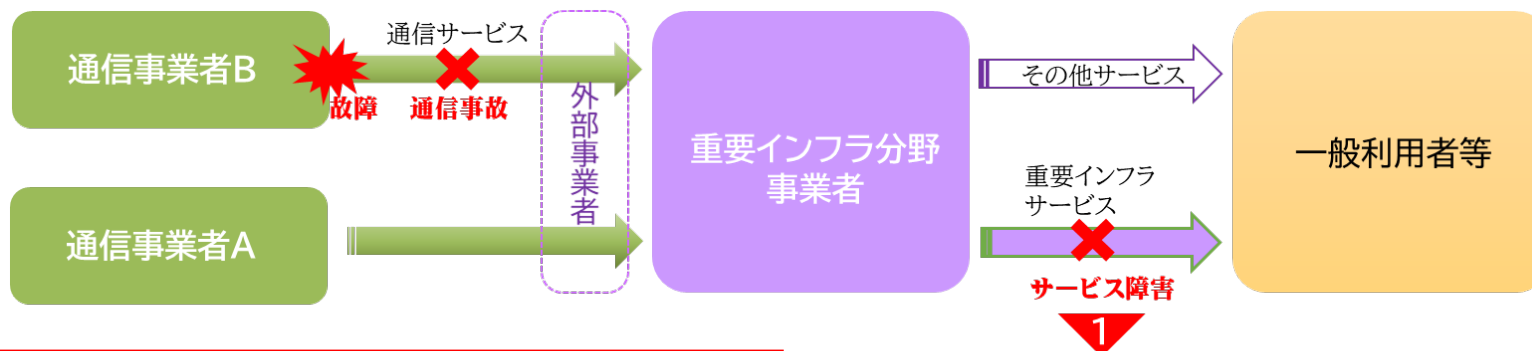 通信事業者B
通信サービス
故障
通信事故
外部事業者
重要インフラ分野
事業者
その他サービス
一般利用者等
通信事業者A
重要インフラ
サービス
サービス障害
1